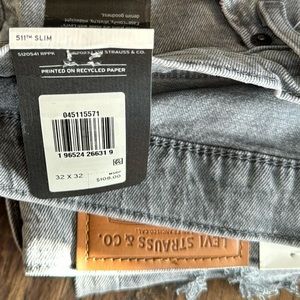 511™ SLIM
STRAUSS & CO.
PRINTED ON RECYCLED PAPER
045115571
1 96524 26631 9
32 X 32
MSRP
$108.00
LEVI STRAUSS & CO.